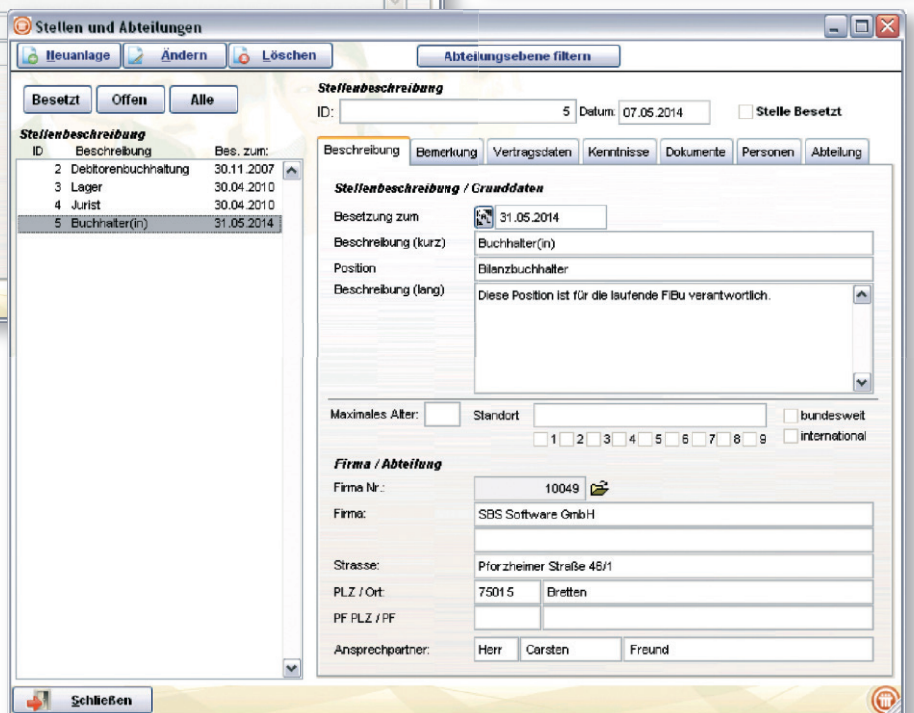 Stellen und Abteilungen
Neuanlage Ändern Löschen Abteilungsebene filtern
Besetzt Offen Alle
Stellenbeschreibung
ID Beschreibung Bes. zum:
2 Debitorenbuchhaltung 30.11.2007
3 Lager 30.04.2010
4 Jurist 30.04.2010
5 Buchhalter(in) 31.05.2014
Stellenbeschreibung
ID: 5 Datum: 07.05.2014 Stelle Besetzt
Beschreibung Bemerkung Vertragsdaten Kenntnisse Dokumente Personen Abteilung
Stellenbeschreibung / Grunddaten
Besetzung zum 31.05.2014
Beschreibung (kurz) Buchhalter(in)
Position Bilanzbuchhalter
Beschreibung (lang) Diese Position ist für die laufende FiBu verantwortlich.
Maximales Alter: Standort bundesweit
1 2 3 4 5 6 7 8 9 international
Firma / Abteilung
Firma Nr.: 10049
Firma: SBS Software GmbH
Strasse: Pforzheimer Straße 46/1
PLZ / Ort: 75015 Bretten
PF PLZ / PF
Ansprechpartner: Herr Carsten Freund
Schließen